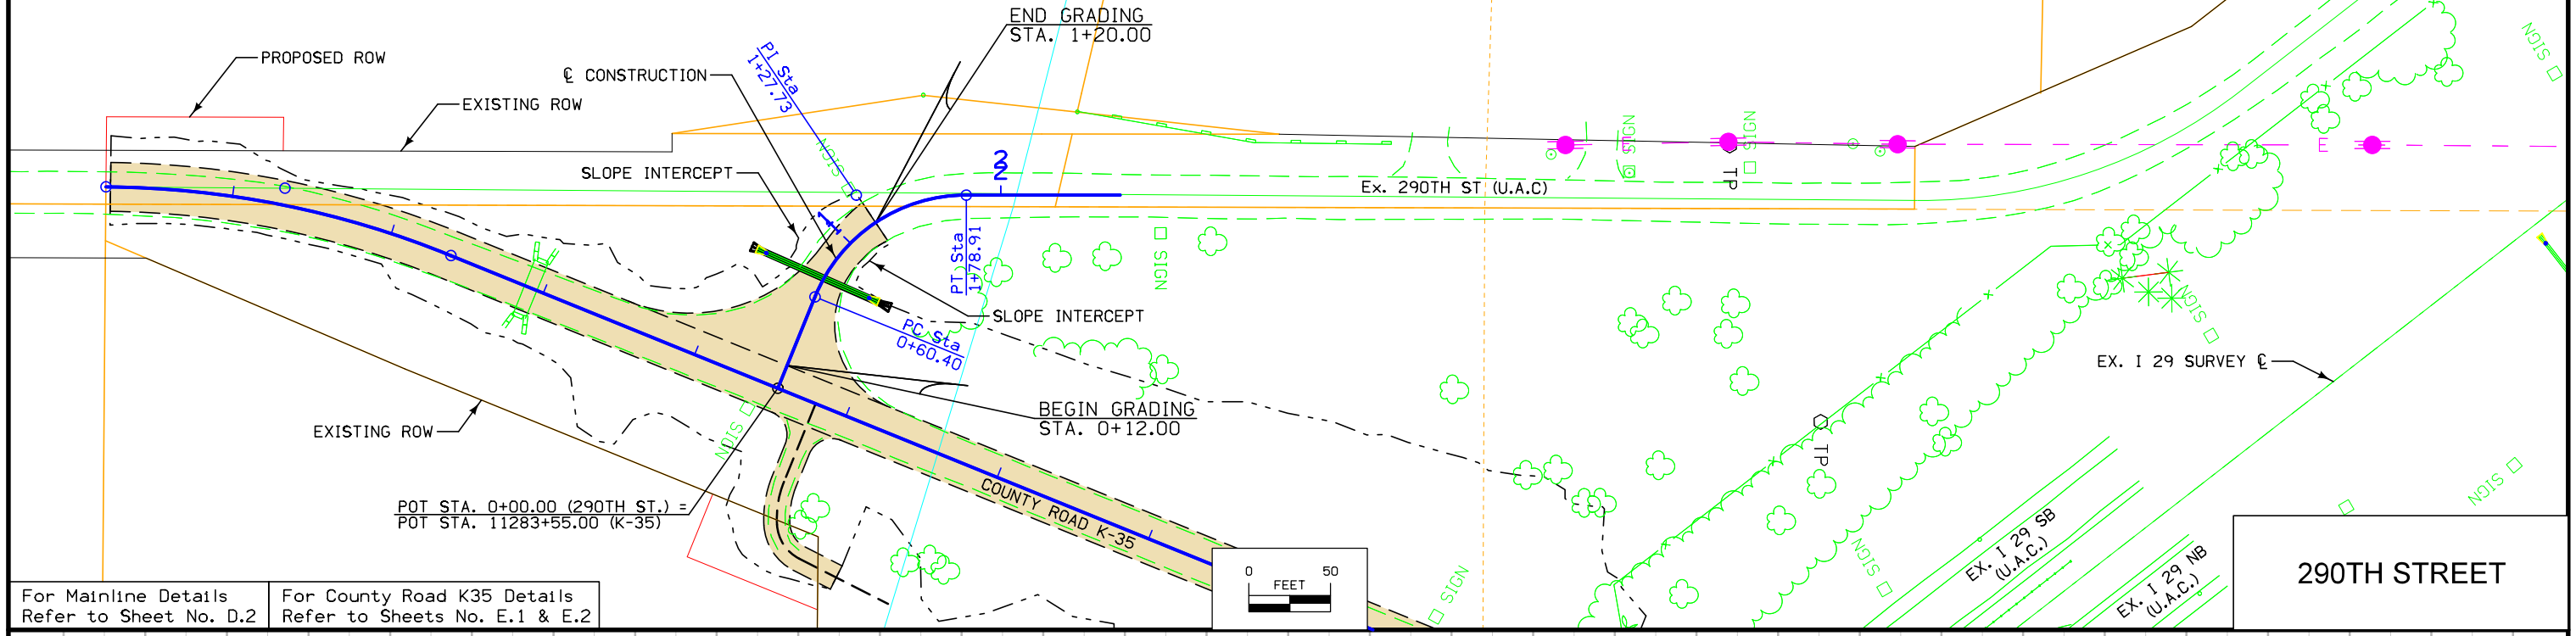 END GRADING
STA. 1+20.00
PROPOSED ROW
PI Sta
1+27.73
℄ CONSTRUCTION
EXISTING ROW
SLOPE INTERCEPT
SIGN
SIGN
SIGN
SIGN
2
2
1
Ex. 290TH ST (U.A.C)
TP
E
E
PT Sta
1+78.91
SIGN
SLOPE INTERCEPT
PC Sta
0+60.40
SIGN
EX. I 29 SURVEY ℄
BEGIN GRADING
STA. 0+12.00
EXISTING ROW
SIGN
TP
POT STA. 0+00.00 (290TH ST.) =
POT STA. 11283+55.00 (K-35)
COUNTY ROAD K-35
SIGN
SIGN
SIGN
EX. I 29 SB
(U.A.C.)
EX. I 29 NB
(U.A.C.)
0 50
FEET
290TH STREET
For Mainline Details
Refer to Sheet No. D.2
For County Road K35 Details
Refer to Sheets No. E.1 & E.2